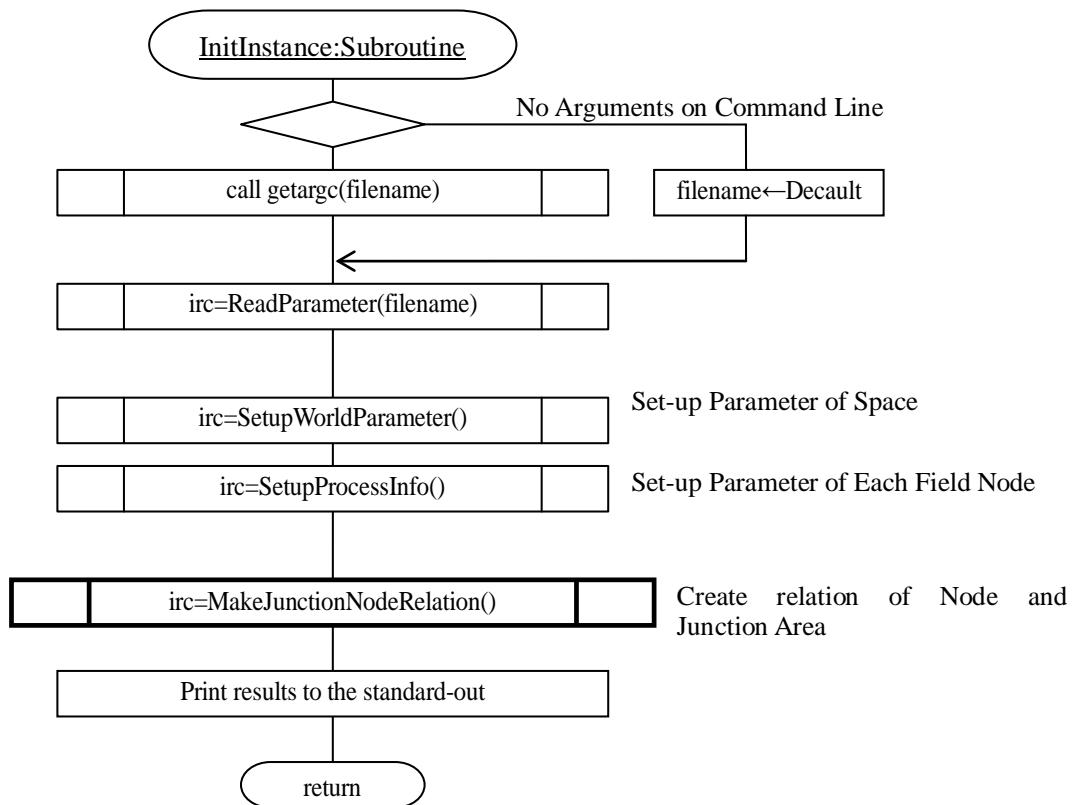 InitInstance:Subroutine
No Arguments on Command Line
call getargc(filename)
filename←Decault
irc=ReadParameter(filename)
irc=SetupWorldParameter()
Set-up Parameter of Space
irc=SetupProcessInfo()
Set-up Parameter of Each Field Node
irc=MakeJunctionNodeRelation()
Create relation of Node and
Junction Area
Print results to the standard-out
return